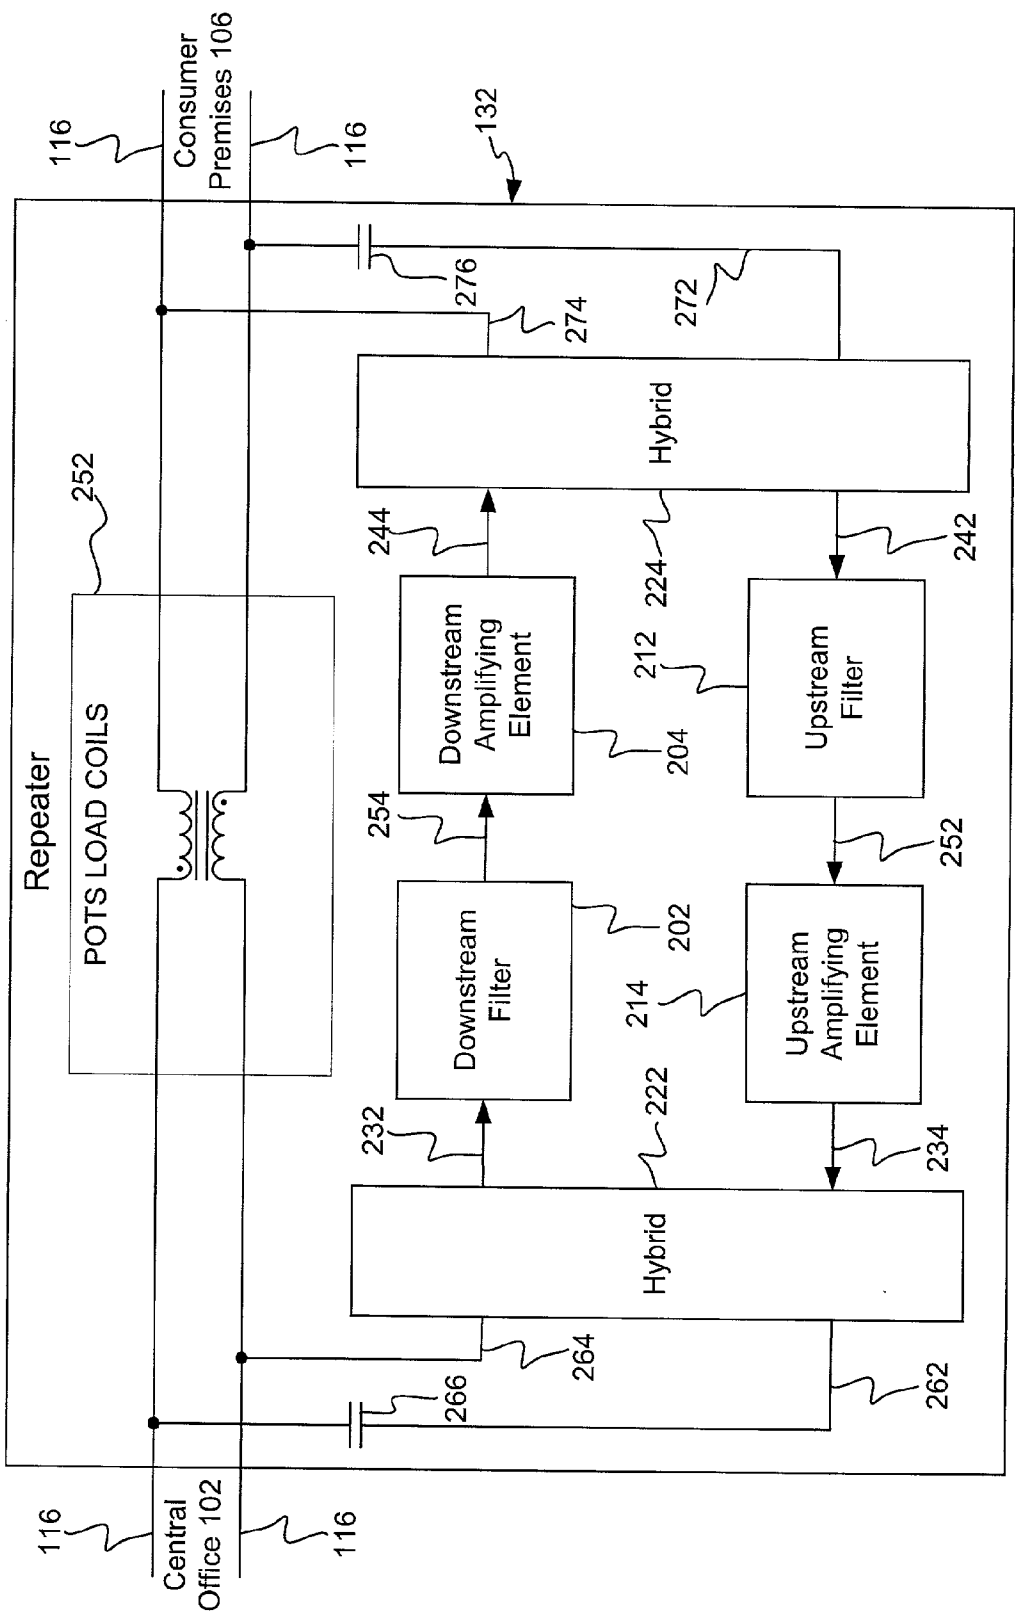 Repeater
252
POTS LOAD COILS
116
Central
Office 102
116
116
Consumer
Premises 106
116
132
266
264
262
276
274
272
Hybrid
222
Hybrid
224
232
Downstream
Filter
202
254
Downstream
Amplifying
Element
204
244
234
214
Upstream
Amplifying
Element
252
212
Upstream
Filter
242